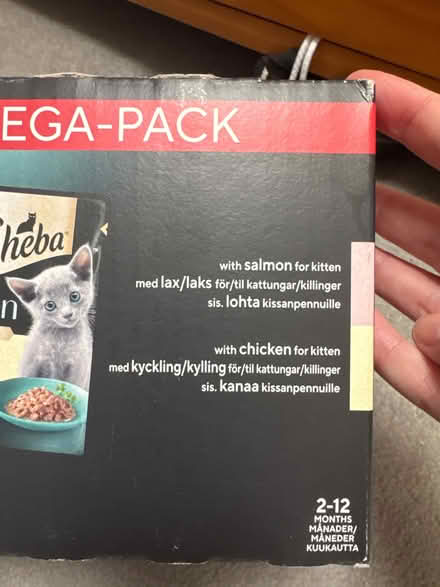 EGA-PACK
heba
n
with salmon for kitten
med lax/laks för/til kattungar/killinger
sis. lohta kissanpennuille
with chicken for kitten
med kyckling/kylling för/til kattungar/killinger
sis. kanaa kissanpennuille
2-12
MONTHS
MÅNADER/
MÅNEDER
KUUKAUTTA